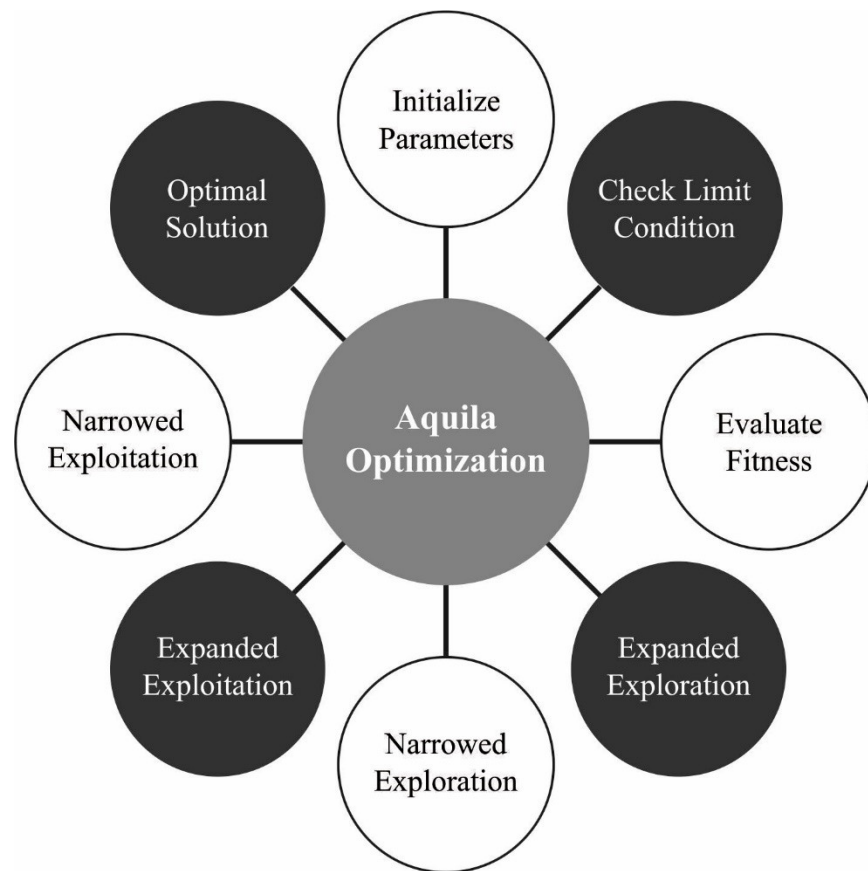 Initialize
Parameters
Optimal
Solution
Check Limit
Condition
Narrowed
Exploitation
Aquila
Optimization
Evaluate
Fitness
Expanded
Exploitation
Expanded
Exploration
Narrowed
Exploration